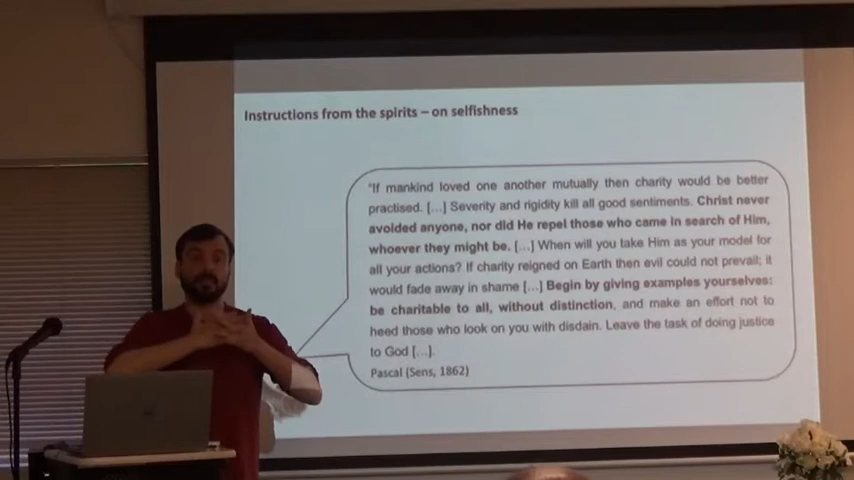 Instructions from the spirits – on selfishness
"If mankind loved one another mutually then charity would be better
practised. [...] Severity and rigidity kill all good sentiments. Christ never
avoided anyone, nor did He repel those who came in search of Him,
whoever they might be. [...] When will you take Him as your model for
all your actions? If charity reigned on Earth then evil could not prevail; it
would fade away in shame [...] Begin by giving examples yourselves:
be charitable to all, without distinction, and make an effort not to
heed those who look on you with disdain. Leave the task of doing justice
to God [...].
Pascal (Sens, 1862)